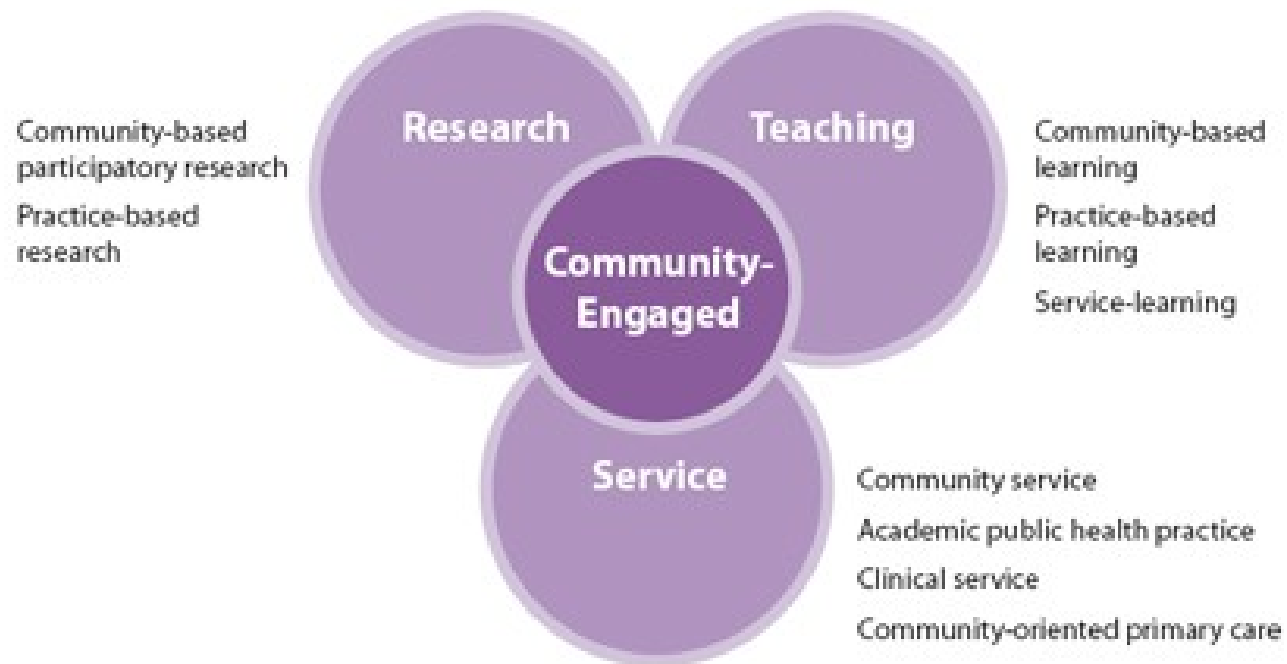 Research
Community-based
participatory research
Practice-based
research
Teaching
Community-based
learning
Practice-based
learning
Service-learning
Community-
Engaged
Service
Community service
Academic public health practice
Clinical service
Community-oriented primary care